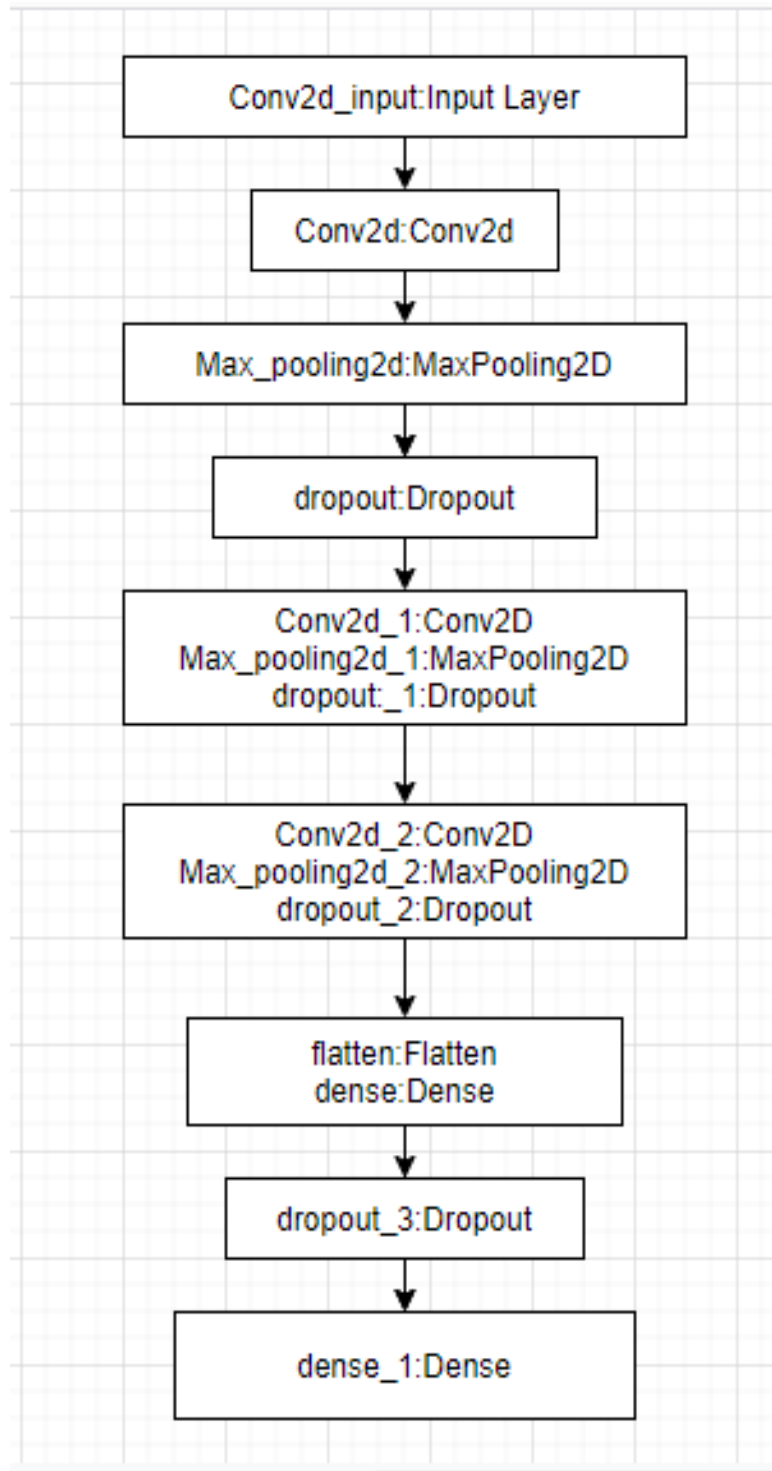 Conv2d_input:Input Layer
Conv2d:Conv2d
Max_pooling2d:MaxPooling2D
dropout:Dropout
Conv2d_1:Conv2D
Max_pooling2d_1:MaxPooling2D
dropout:_1:Dropout
Conv2d_2:Conv2D
Max_pooling2d_2:MaxPooling2D
dropout_2:Dropout
flatten:Flatten
dense:Dense
dropout_3:Dropout
dense_1:Dense